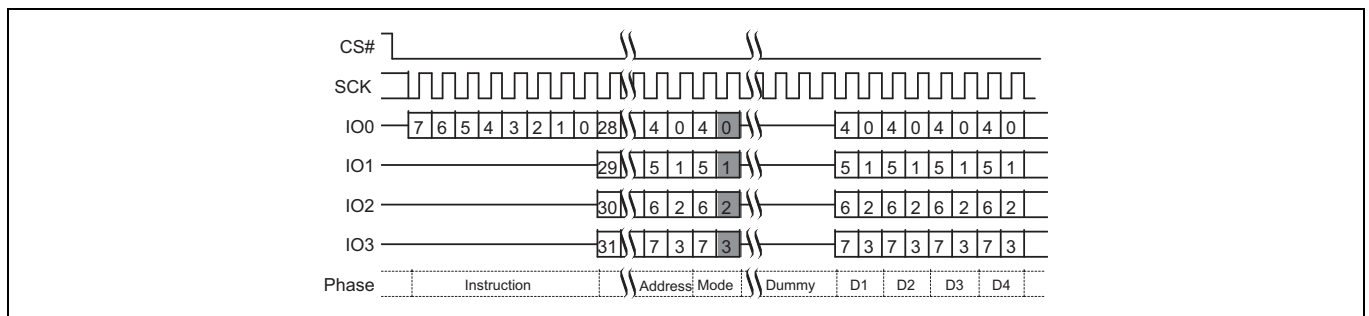 CS#
SCK
IO0 7 6 5 4 3 2 1 0 28 4 0 4 0 4 0 4 0 4 0 4 0
IO1 29 5 1 5 1 5 1 5 1 5 1 5 1
IO2 30 6 2 6 2 6 2 6 2 6 2 6 2
IO3 31 7 3 7 3 7 3 7 3 7 3 7 3
Phase Instruction Address Mode Dummy D1 D2 D3 D4